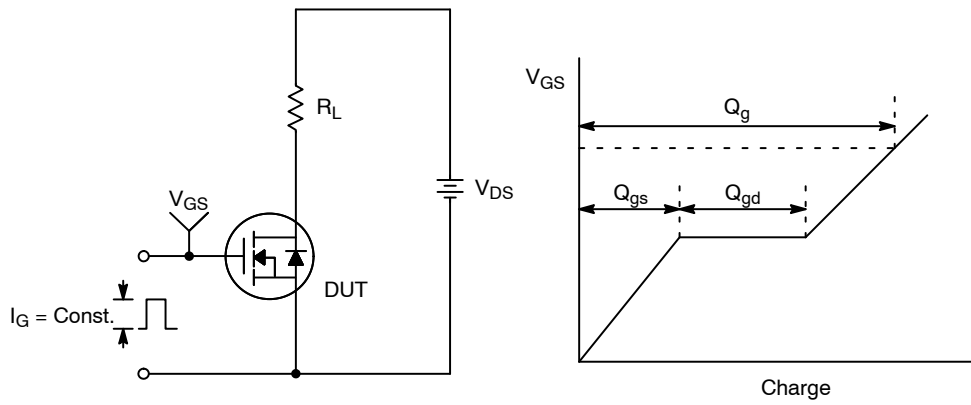 R_L
V_DS
V_GS
DUT
I_G = Const.
V_GS
Q_g
Q_gs
Q_gd
Charge